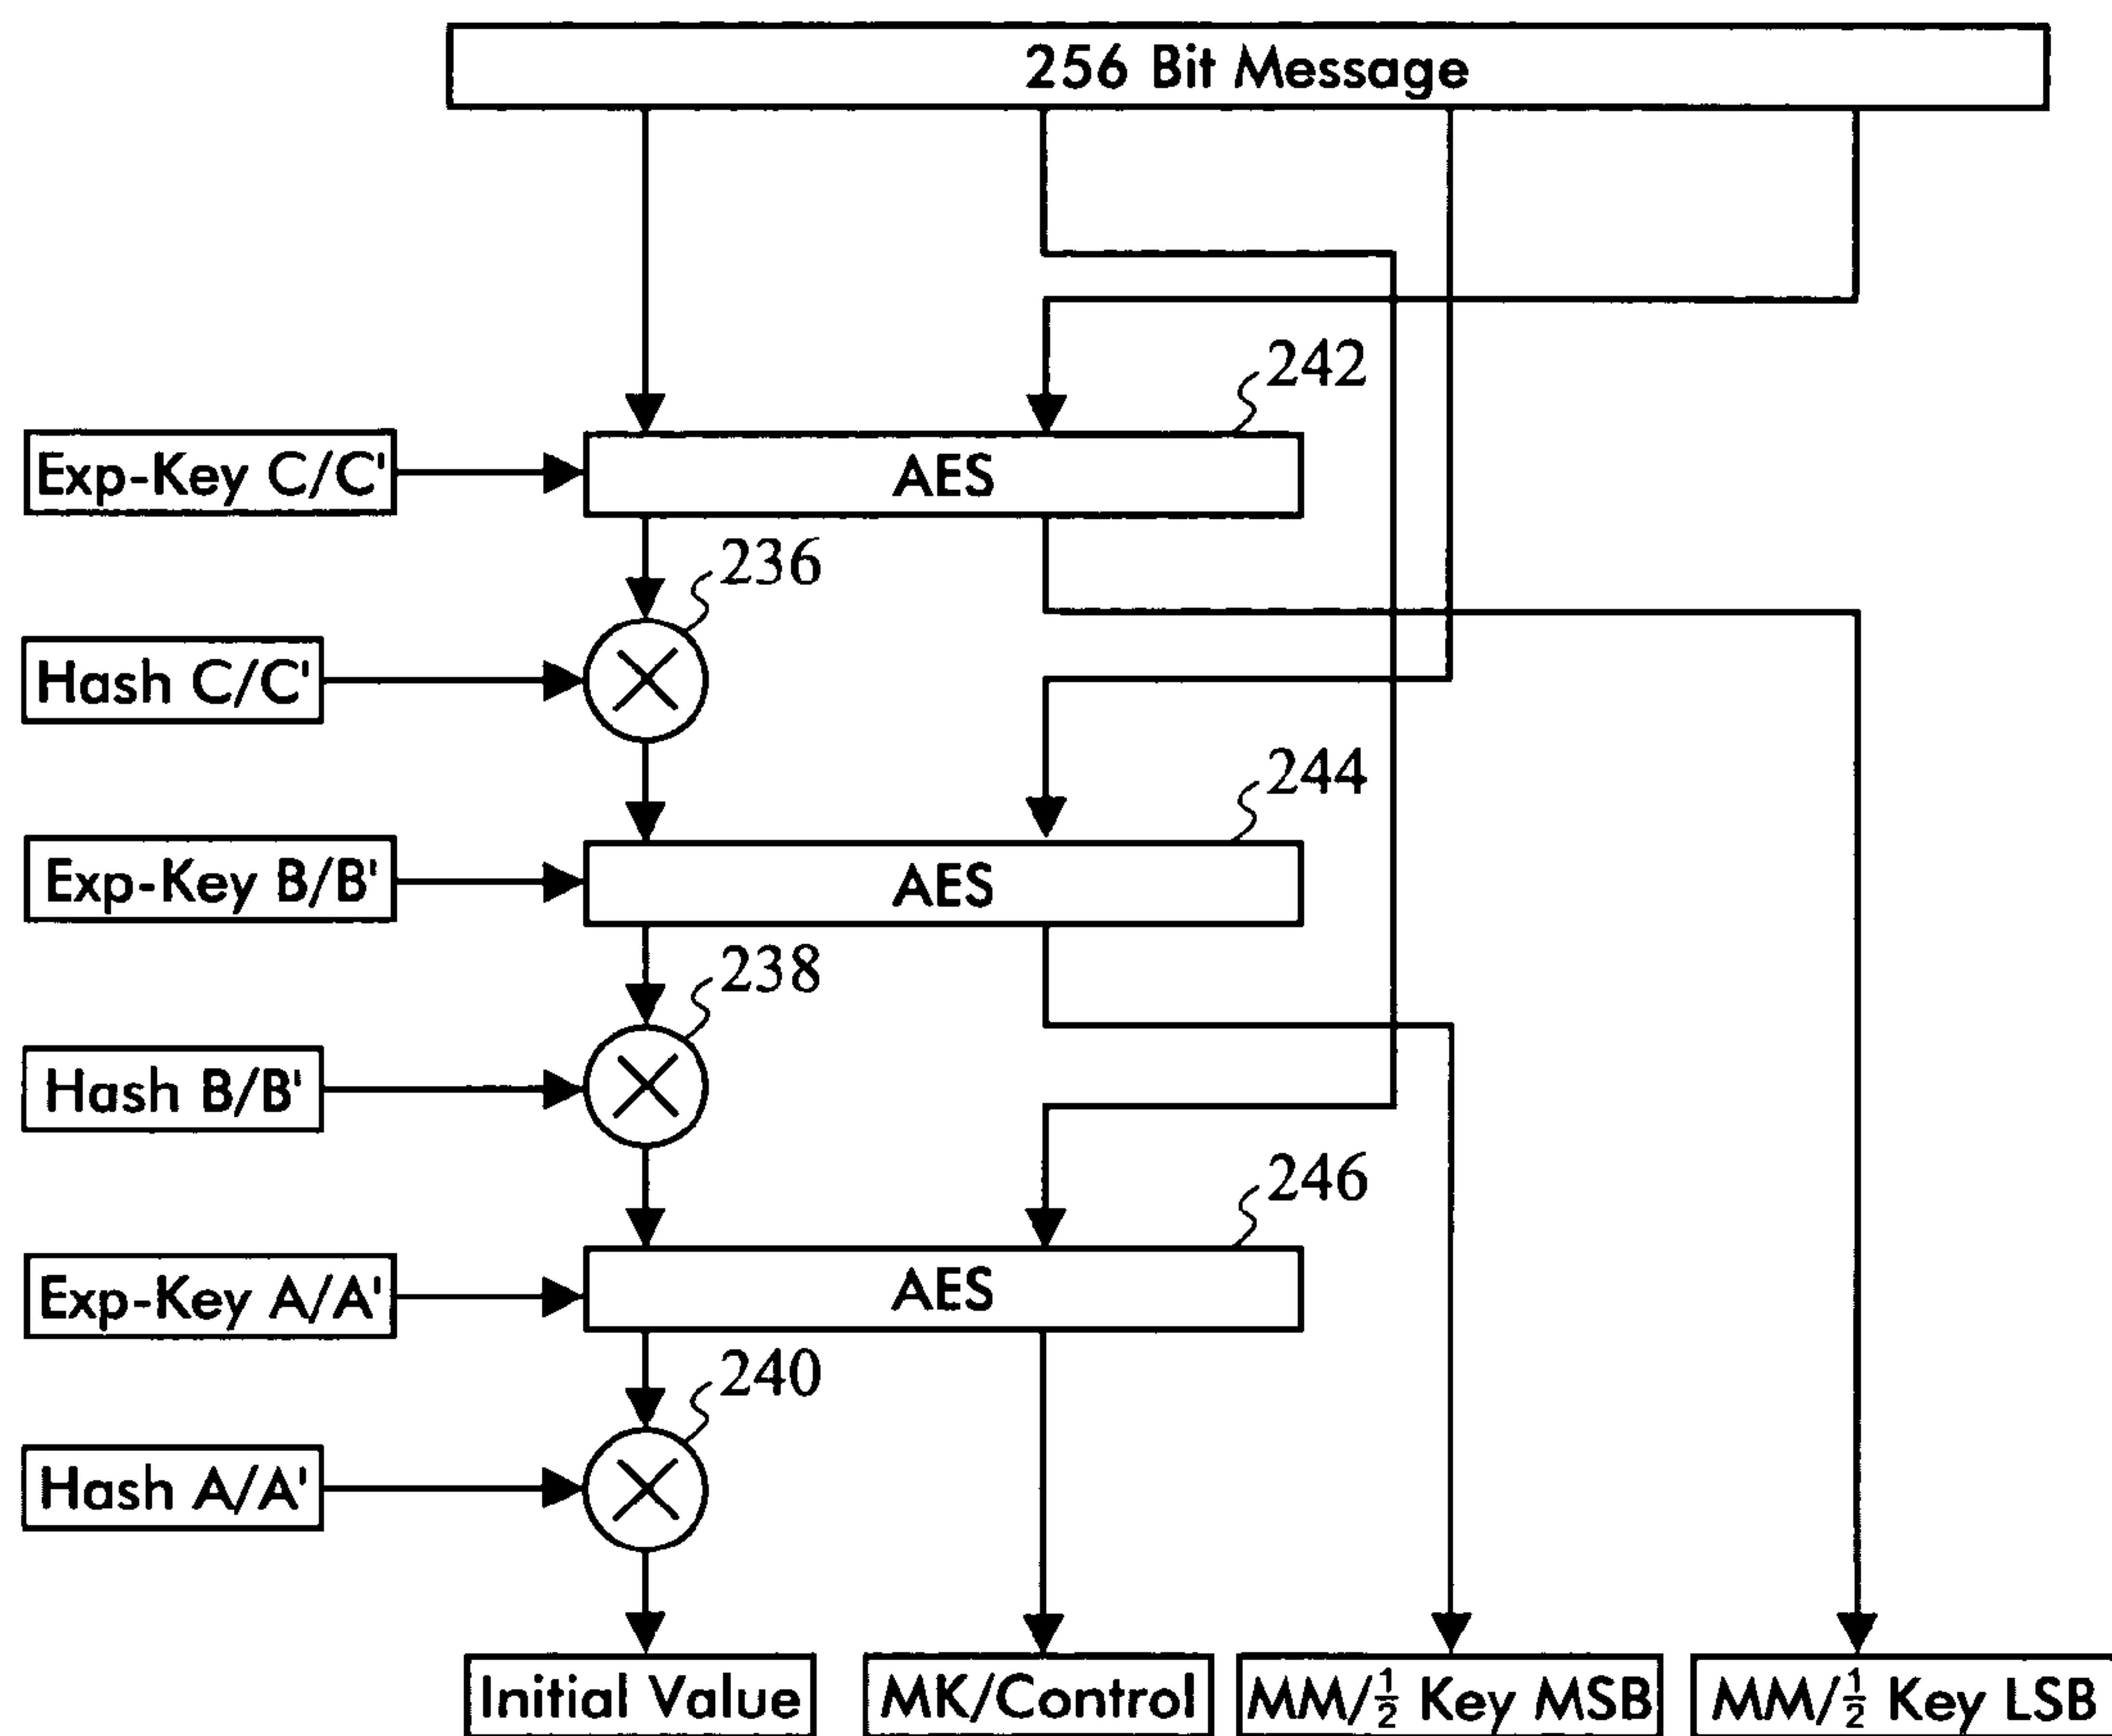 256 Bit Message
242
Exp-Key C/C'
AES
236
Hash C/C'
244
Exp-Key B/B'
AES
238
Hash B/B'
246
Exp-Key A/A'
AES
240
Hash A/A'
Initial Value
MK/Control
MM/½ Key MSB
MM/½ Key LSB